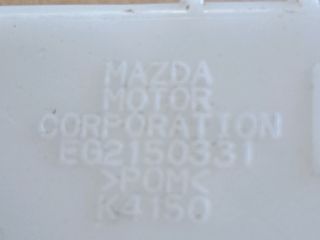 MAZDA
MOTOR
CORPORATION
EG2150331
>POM<
K4150